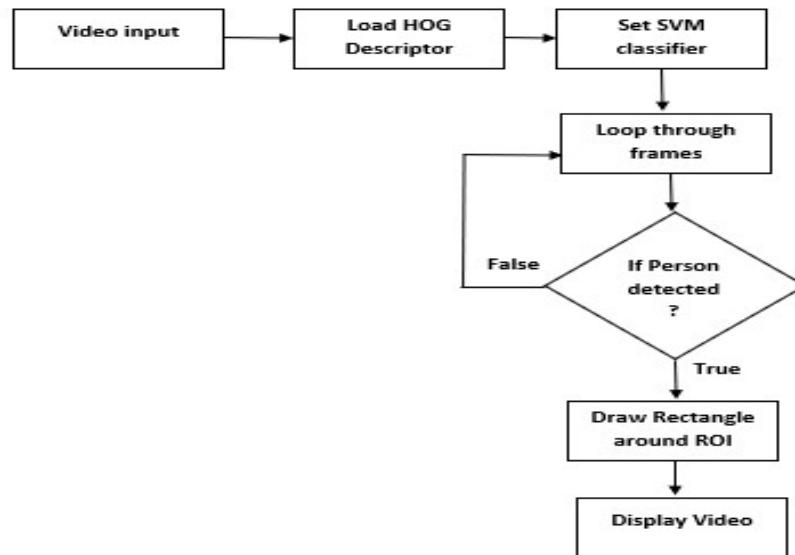 Video input
Load HOG
Descriptor
Set SVM
classifier
Loop through
frames
False
If Person
detected
?
True
Draw Rectangle
around ROI
Display Video